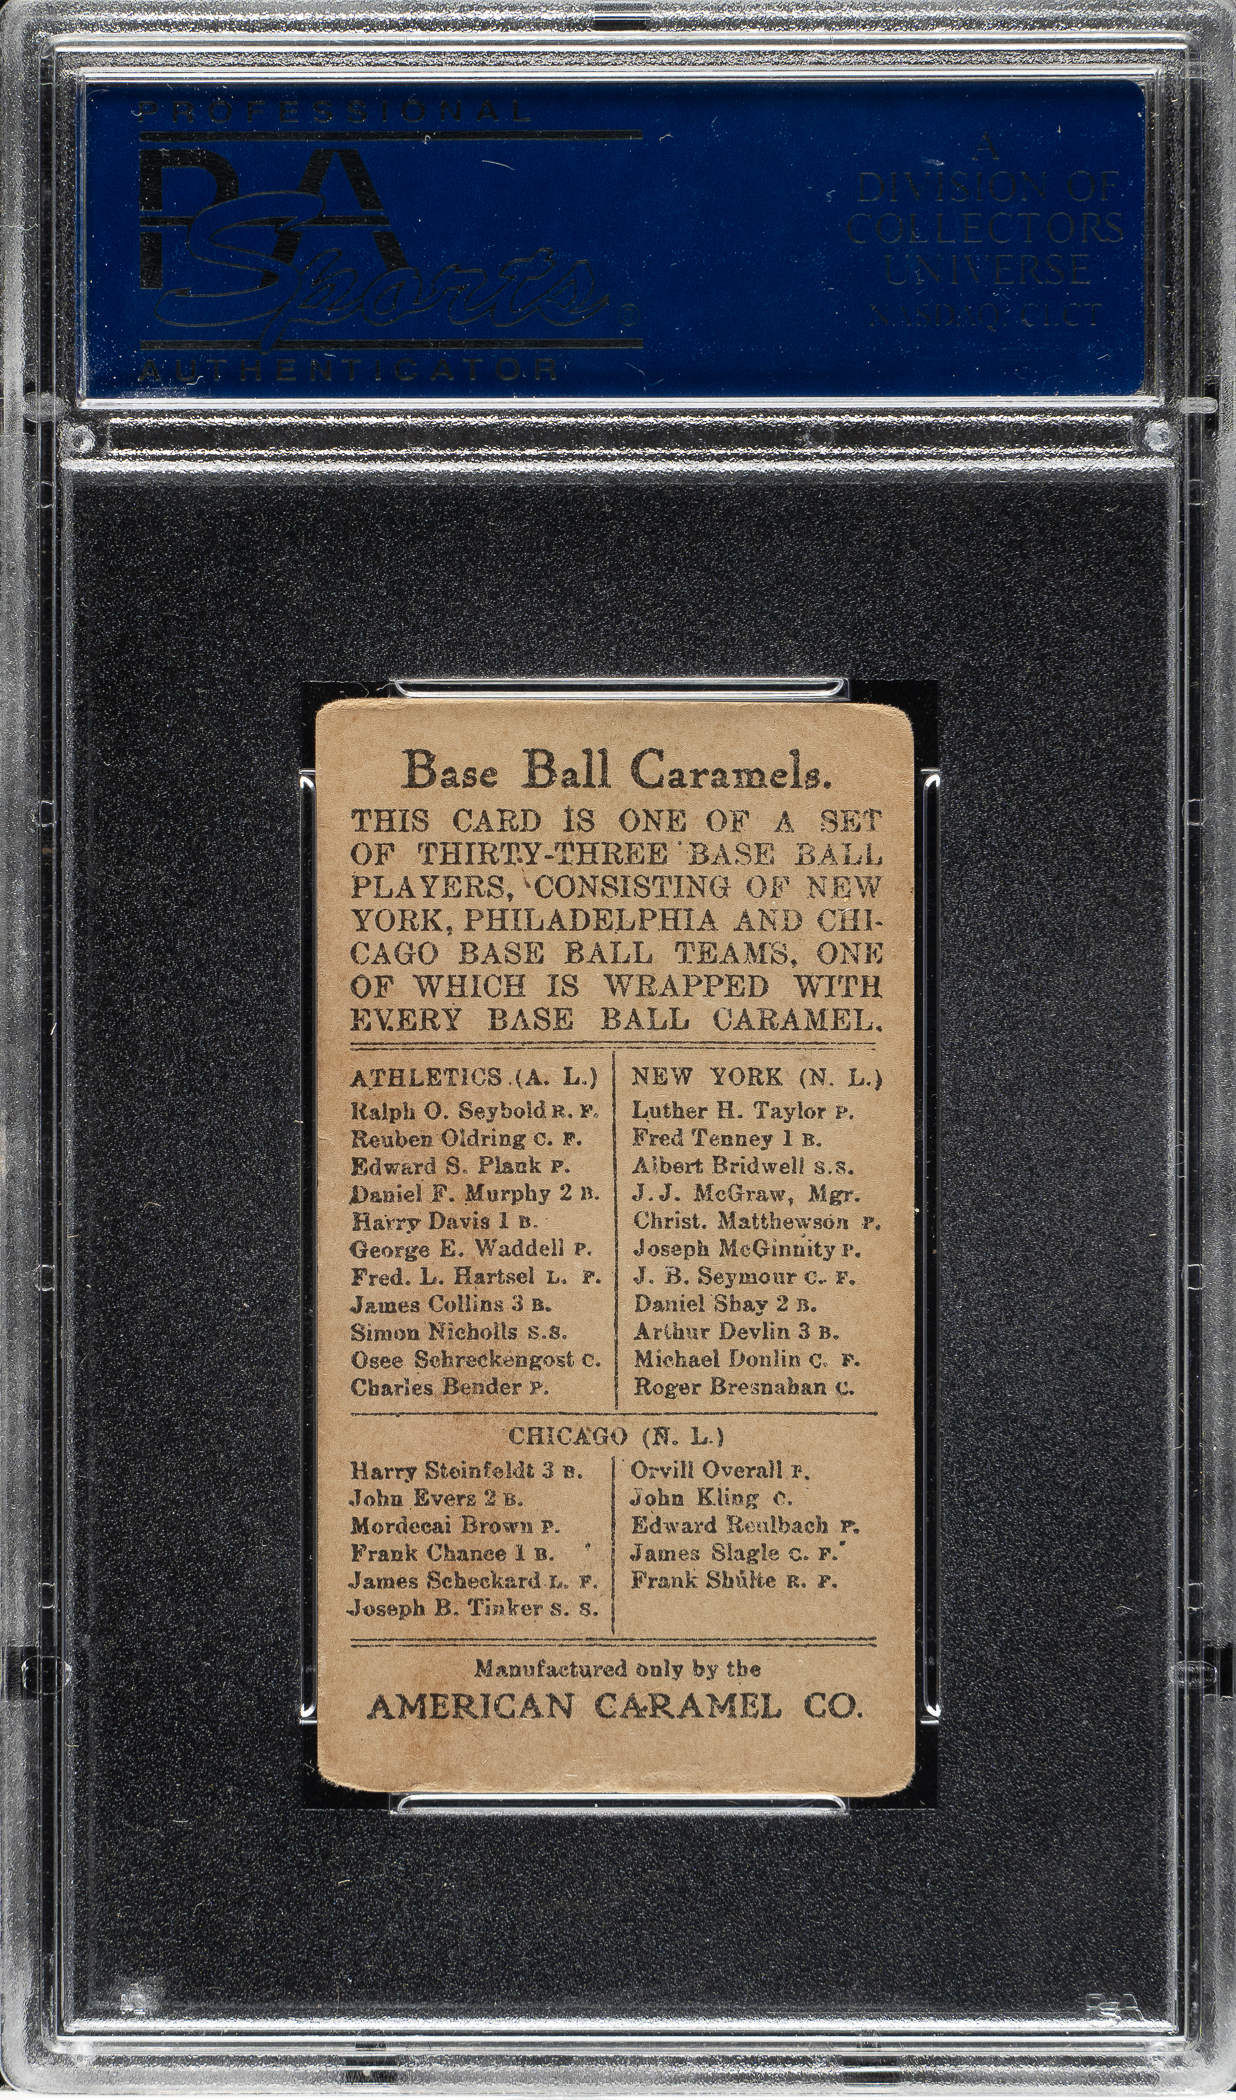 PROFESSIONAL
PSA
Sports®
AUTHENTICATOR
A
DIVISION OF
COLLECTORS
UNIVERSE
NASDAQ: CLCT
Base Ball Caramels.
THIS CARD IS ONE OF A SET
OF THIRTY-THREE BASE BALL
PLAYERS, CONSISTING OF NEW
YORK, PHILADELPHIA AND CHI-
CAGO BASE BALL TEAMS, ONE
OF WHICH IS WRAPPED WITH
EVERY BASE BALL CARAMEL.
ATHLETICS (A. L.)
Ralph O. Seybold R. F.
Reuben Oldring C. F.
Edward S. Plank P.
Daniel F. Murphy 2 B.
Harry Davis 1 B.
George E. Waddell P.
Fred. L. Hartsel L. F.
James Collins 3 B.
Simon Nicholls S.S.
Osee Schreckengost C.
Charles Bender P.
NEW YORK (N. L.)
Luther H. Taylor P.
Fred Tenney 1 B.
Albert Bridwell S.S.
J. J. McGraw, Mgr.
Christ. Matthewson P.
Joseph McGinnity P.
J. B. Seymour C. F.
Daniel Shay 2 B.
Arthur Devlin 3 B.
Michael Donlin C. F.
Roger Bresnahan C.
CHICAGO (N. L.)
Harry Steinfeldt 3 B.
John Evers 2 B.
Mordecai Brown P.
Frank Chance 1 B.
James Scheckard L. F.
Joseph B. Tinker S. S.
Orvill Overall P.
John Kling C.
Edward Reulbach P.
James Slagle C. F.
Frank Shulte R. F.
Manufactured only by the
AMERICAN CARAMEL CO.
PSA